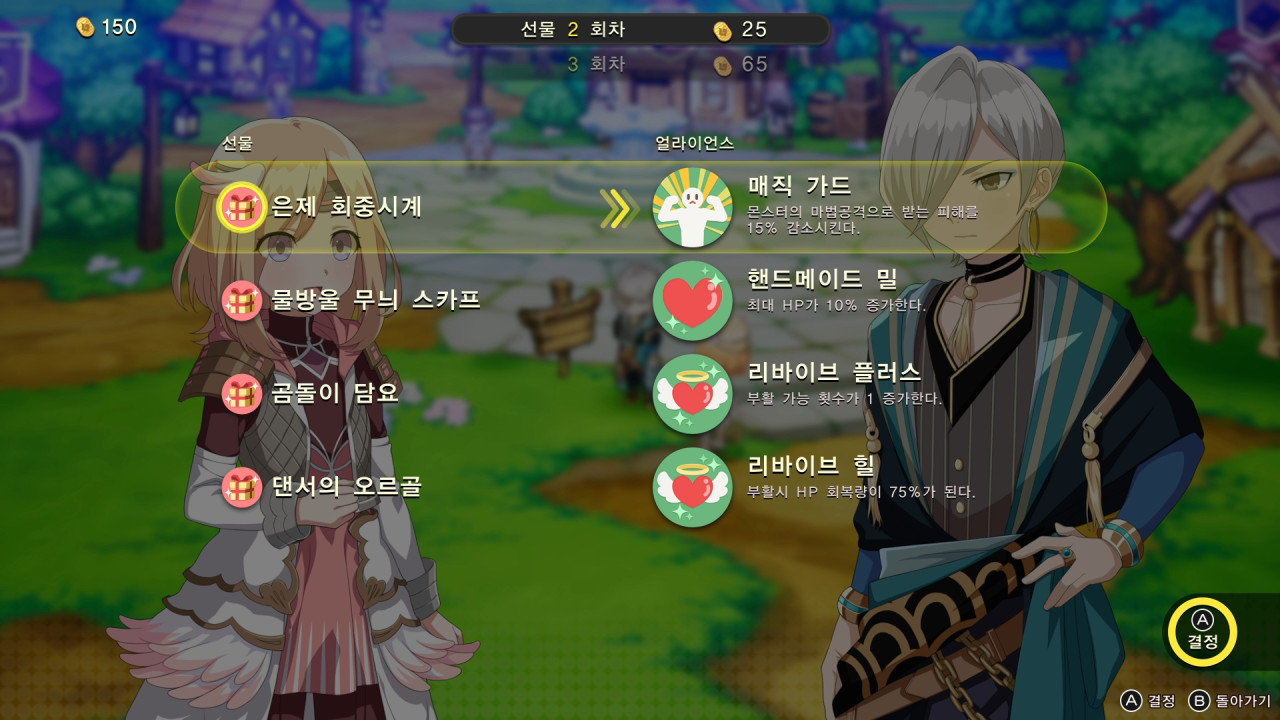 150
선물 2 회차 25
3 회차 65
선물
얼라이언스
은제 회중시계
매직 가드
몬스터의 마법공격으로 받는 피해를
15% 감소시킨다.
물방울 무늬 스카프
핸드메이드 밀
최대 HP가 10% 증가한다.
곰돌이 담요
리바이브 플러스
부활 가능 횟수가 1 증가한다.
댄서의 오르골
리바이브 힐
부활시 HP 회복량이 75%가 된다.
A
결정
A 결정 B 돌아가기